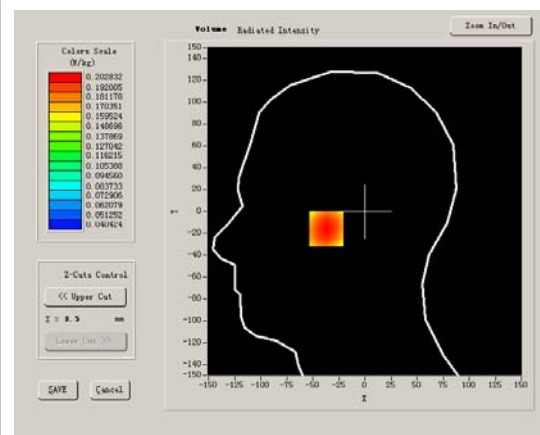 Volume Radiated Intensity
Zoom In/Out
Colors Scale
(W/kg)
0.202832
0.192005
0.181178
0.170351
0.159524
0.148696
0.137869
0.127042
0.116215
0.105388
0.094560
0.083733
0.072906
0.062079
0.051252
0.040424
Z-Cuts Control
<< Upper Cut
Z = mm
Lower Cut >>
SAVE Cancel
150
140
120
100
80
60
40
20
0
-20
-40
-60
-80
-100
-120
-140
-150
Y
-150 -125 -100 -75 -50 -25 0 25 50 75 100 125 150
X